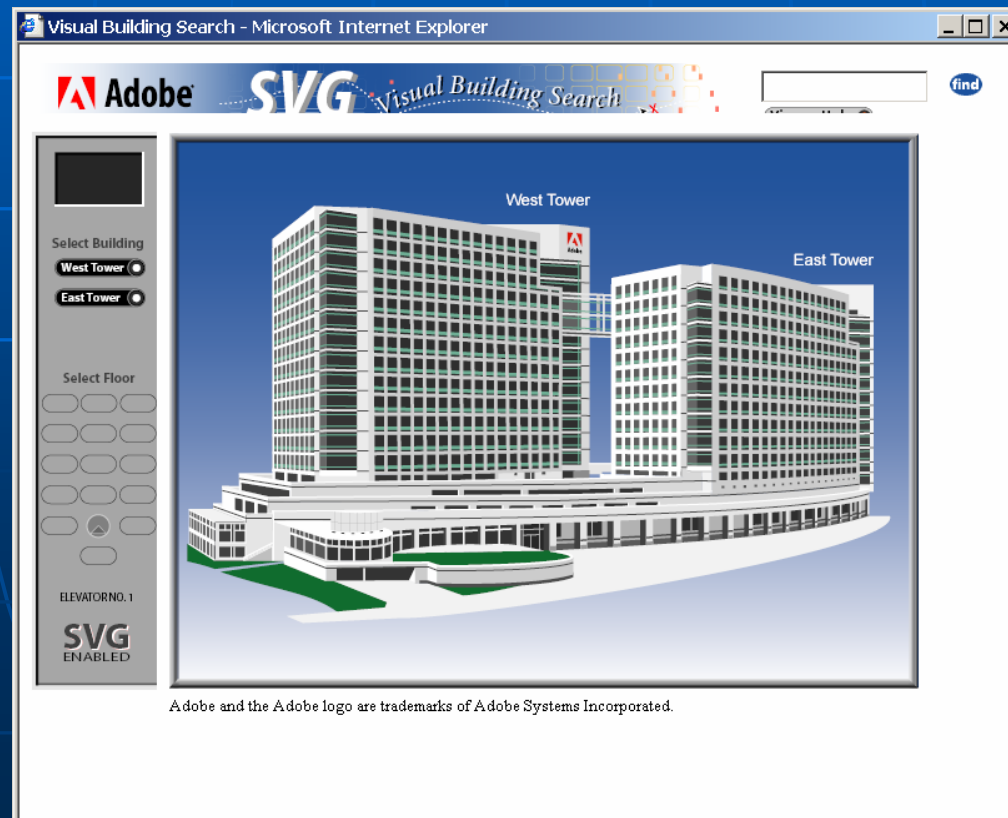 Visual Building Search - Microsoft Internet Explorer
Adobe
SVG Visual Building Search
find
West Tower
East Tower
Adobe
Select Building
West Tower
East Tower
Select Floor
ELEVATOR NO. 1
SVG
ENABLED
Adobe and the Adobe logo are trademarks of Adobe Systems Incorporated.